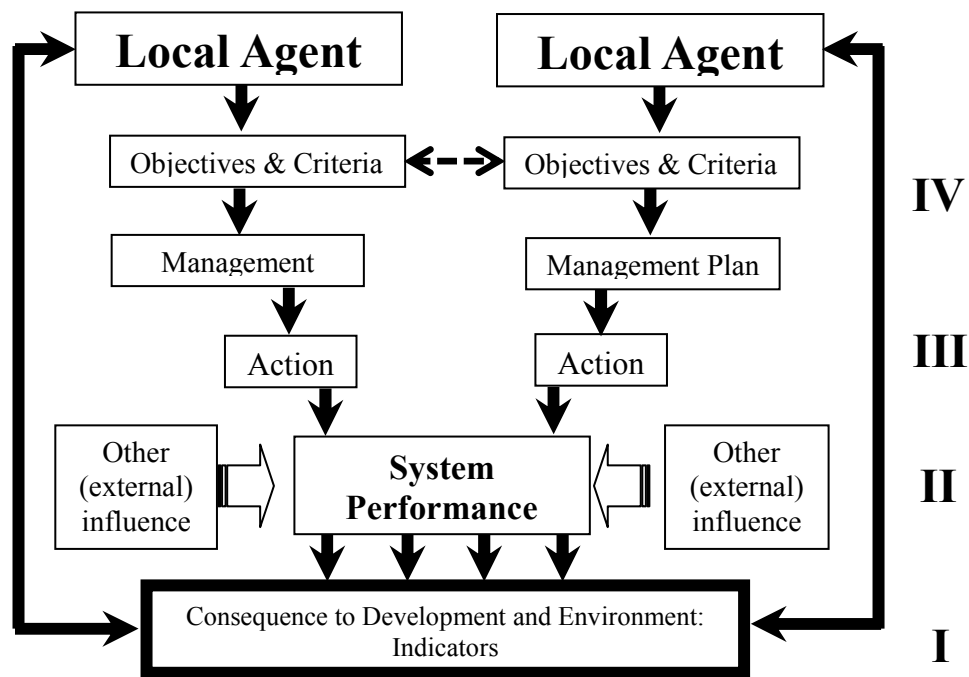 Local Agent
Local Agent
Objectives & Criteria
Objectives & Criteria
IV
Management
Management Plan
Action
Action
III
Other
(external)
influence
System
Performance
Other
(external)
influence
II
Consequence to Development and Environment:
Indicators
I